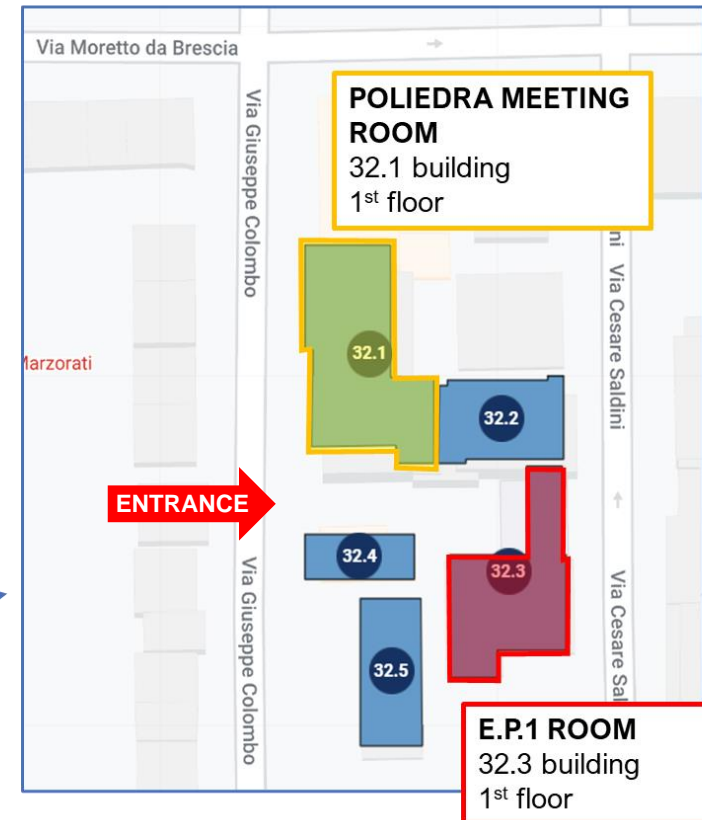 Via Moretto da Brescia
Via Giuseppe Colombo
POLIEDRA MEETING
ROOM
32.1 building
1st floor
ni
Via Cesare Saldini
Marzorati
32.1
32.2
ENTRANCE
32.4
32.3
Via Giuseppe Colombo
32.5
Via Cesare Sal
E.P.1 ROOM
32.3 building
1st floor